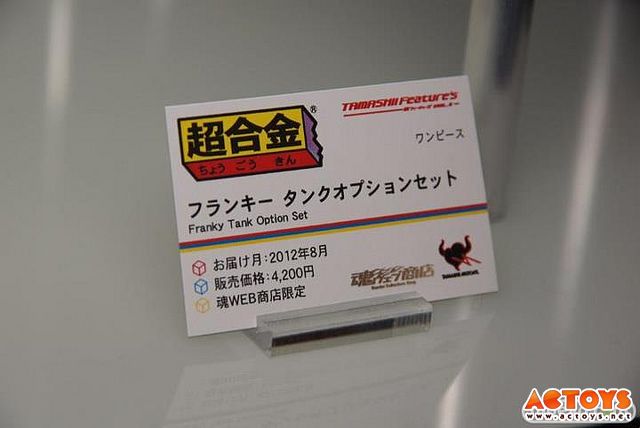 超合金®
ちょう ごう きん
TAMASHII Feature's
ワンピース
フランキー タンクオプションセット
Franky Tank Option Set
お届け月：2012年8月
販売価格：4,200円
魂WEB商店限定
魂ウェブ商店
TAMASHII NATIONS
ACTOYS
www.actoys.net